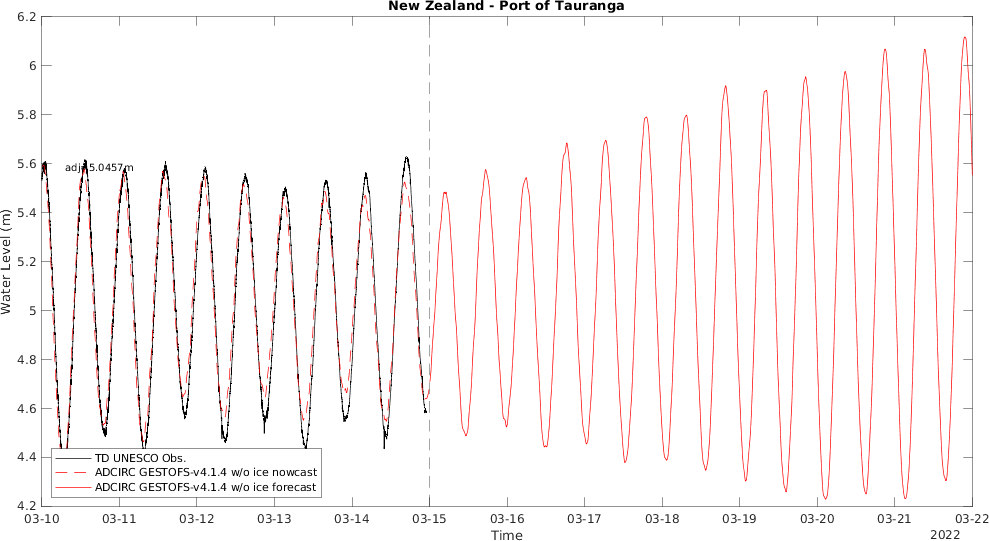 New Zealand - Port of Tauranga
6.2
6
5.8
5.6
5.4
5.2
5
4.8
4.6
4.4
4.2
Water Level (m)
adj:5.0457m
TD UNESCO Obs.
ADCIRC GESTOFS-v4.1.4 w/o ice nowcast
ADCIRC GESTOFS-v4.1.4 w/o ice forecast
03-10 03-11 03-12 03-13 03-14 03-15 03-16 03-17 03-18 03-19 03-20 03-21 03-22
Time
2022